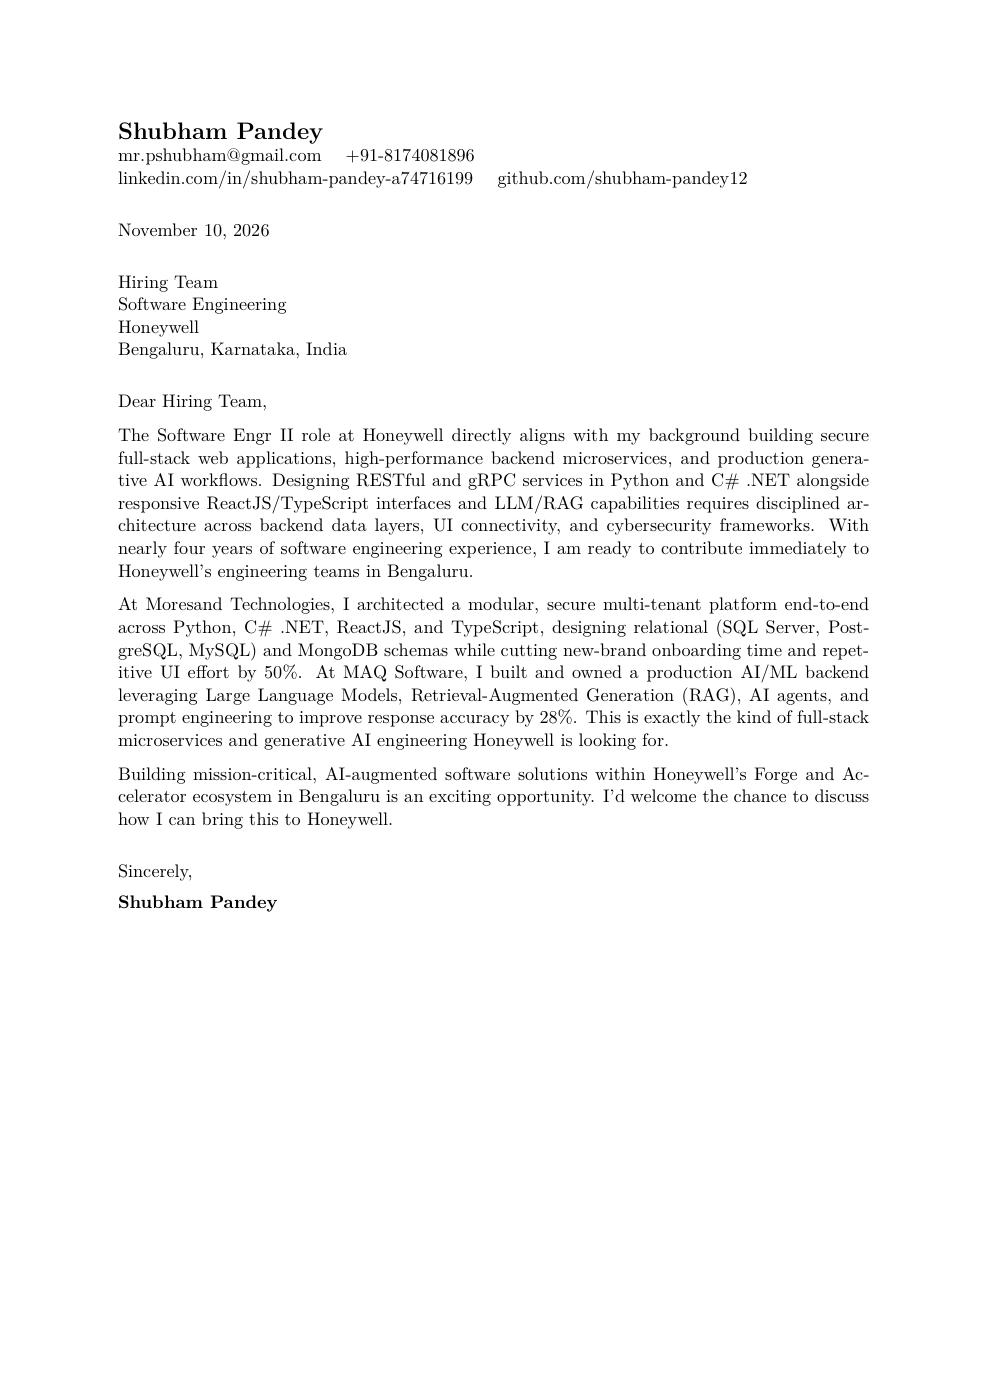 Shubham Pandey
mr.pshubham@gmail.com +91-8174081896
linkedin.com/in/shubham-pandey-a74716199 github.com/shubham-pandey12
November 10, 2026
Hiring Team
Software Engineering
Honeywell
Bengaluru, Karnataka, India
Dear Hiring Team,
The Software Engr II role at Honeywell directly aligns with my background building secure
full-stack web applications, high-performance backend microservices, and production genera-
tive AI workflows. Designing RESTful and gRPC services in Python and C# .NET alongside
responsive ReactJS/TypeScript interfaces and LLM/RAG capabilities requires disciplined ar-
chitecture across backend data layers, UI connectivity, and cybersecurity frameworks. With
nearly four years of software engineering experience, I am ready to contribute immediately to
Honeywell's engineering teams in Bengaluru.
At Moresand Technologies, I architected a modular, secure multi-tenant platform end-to-end
across Python, C# .NET, ReactJS, and TypeScript, designing relational (SQL Server, Post-
greSQL, MySQL) and MongoDB schemas while cutting new-brand onboarding time and repet-
itive UI effort by 50%. At MAQ Software, I built and owned a production AI/ML backend
leveraging Large Language Models, Retrieval-Augmented Generation (RAG), AI agents, and
prompt engineering to improve response accuracy by 28%. This is exactly the kind of full-stack
microservices and generative AI engineering Honeywell is looking for.
Building mission-critical, AI-augmented software solutions within Honeywell's Forge and Ac-
celerator ecosystem in Bengaluru is an exciting opportunity. I'd welcome the chance to discuss
how I can bring this to Honeywell.
Sincerely,
Shubham Pandey